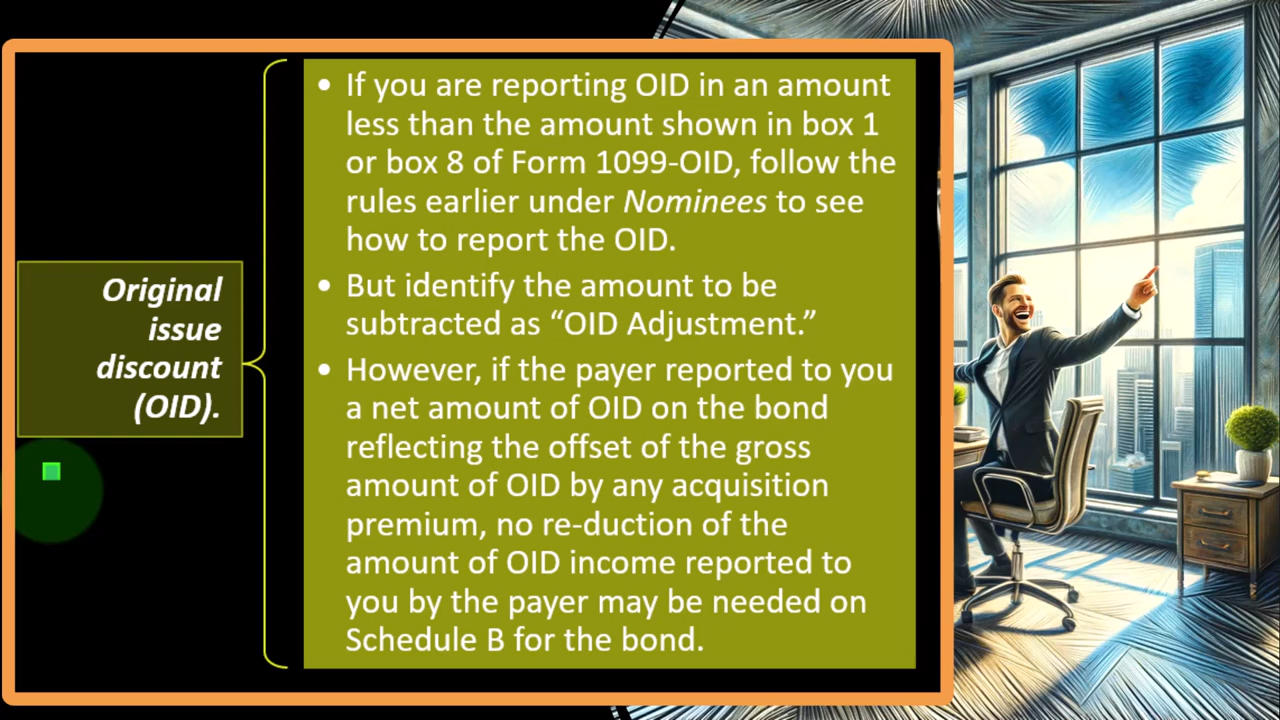 Original
issue
discount
(OID).
• If you are reporting OID in an amount
less than the amount shown in box 1
or box 8 of Form 1099-OID, follow the
rules earlier under Nominees to see
how to report the OID.
• But identify the amount to be
subtracted as “OID Adjustment.”
• However, if the payer reported to you
a net amount of OID on the bond
reflecting the offset of the gross
amount of OID by any acquisition
premium, no re-duction of the
amount of OID income reported to
you by the payer may be needed on
Schedule B for the bond.